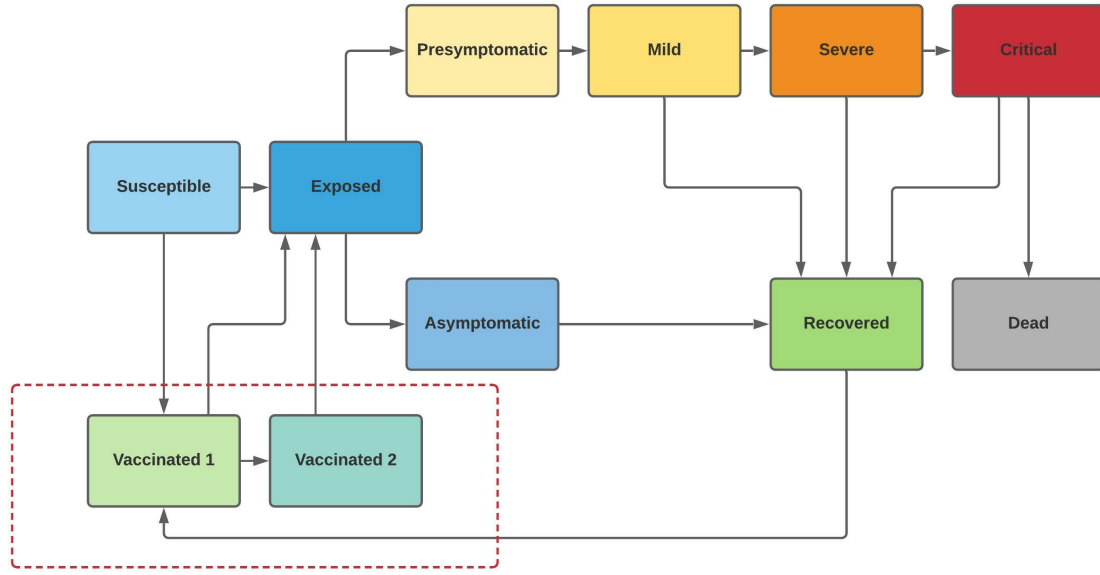 Presymptomatic
Mild
Severe
Critical
Susceptible
Exposed
Asymptomatic
Recovered
Dead
Vaccinated 1
Vaccinated 2